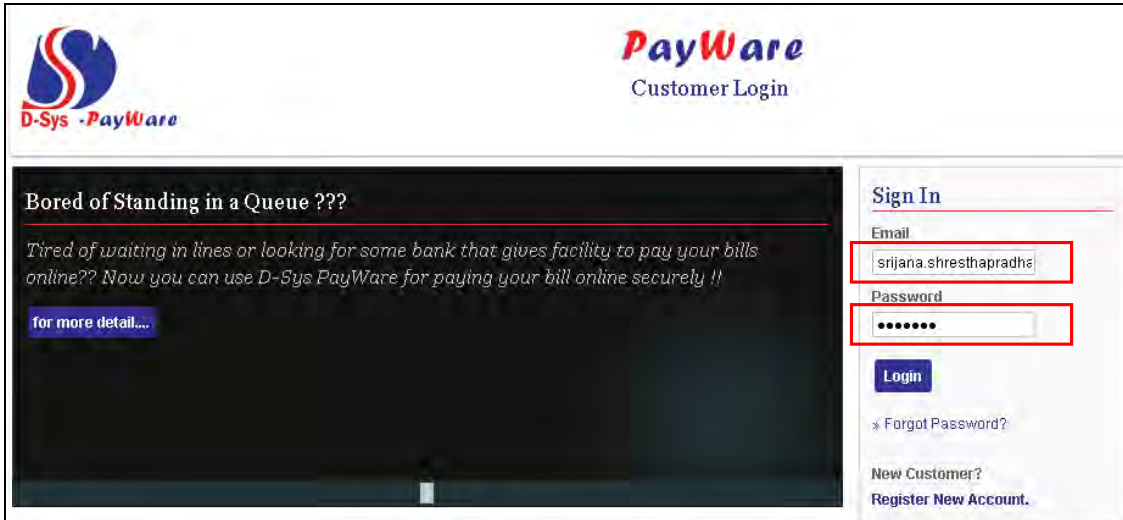 D-Sys -PayWare
PayWare
Customer Login
Bored of Standing in a Queue ???
Tired of waiting in lines or looking for some bank that gives facility to pay your bills
online?? Now you can use D-Sys PayWare for paying your bill online securely !!
for more detail....
Sign In
Email
srijana.shresthapradha
Password
•••••••
Login
» Forgot Password?
New Customer?
Register New Account.